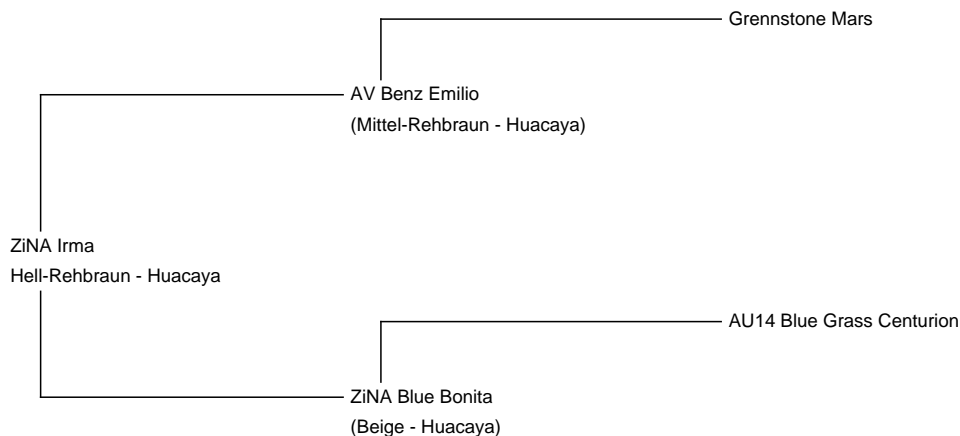 Grennstone Mars
AV Benz Emilio
(Mittel-Rehbraun - Huacaya)
ZiNA Irma
Hell-Rehbraun - Huacaya
AU14 Blue Grass Centurion
ZiNA Blue Bonita
(Beige - Huacaya)